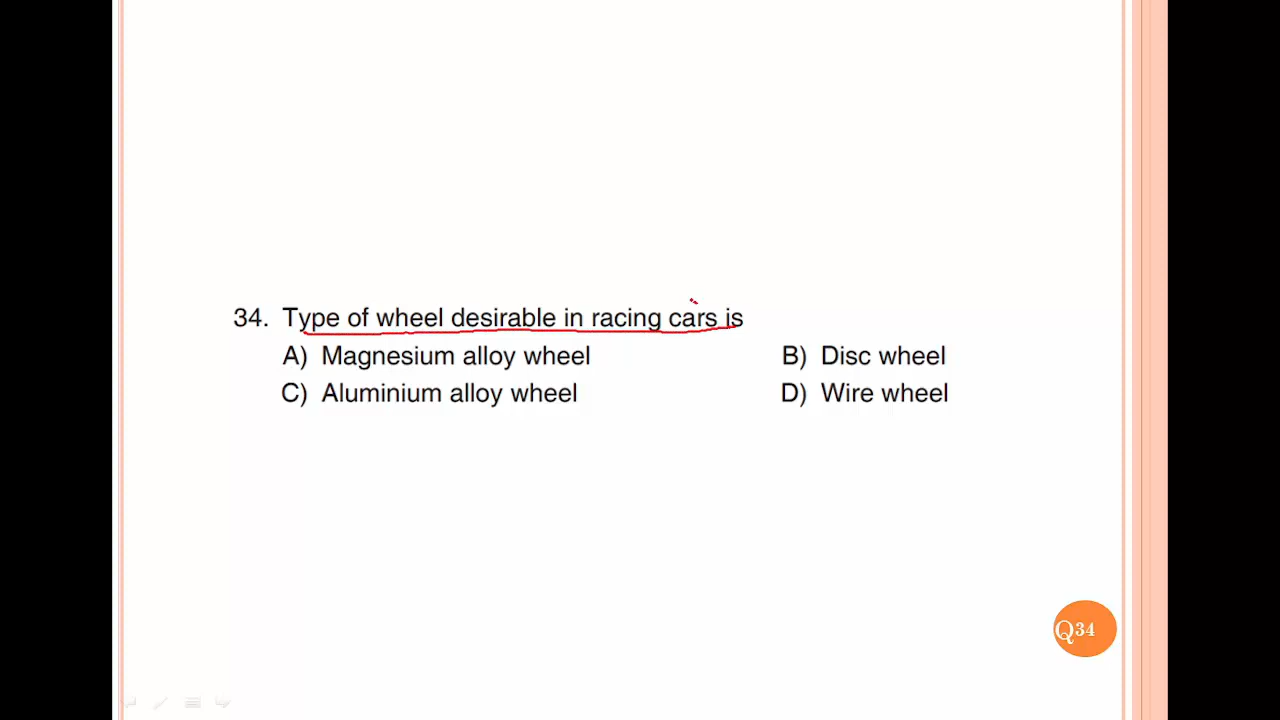 34. Type of wheel desirable in racing cars is
A) Magnesium alloy wheel B) Disc wheel
C) Aluminium alloy wheel D) Wire wheel
Q34